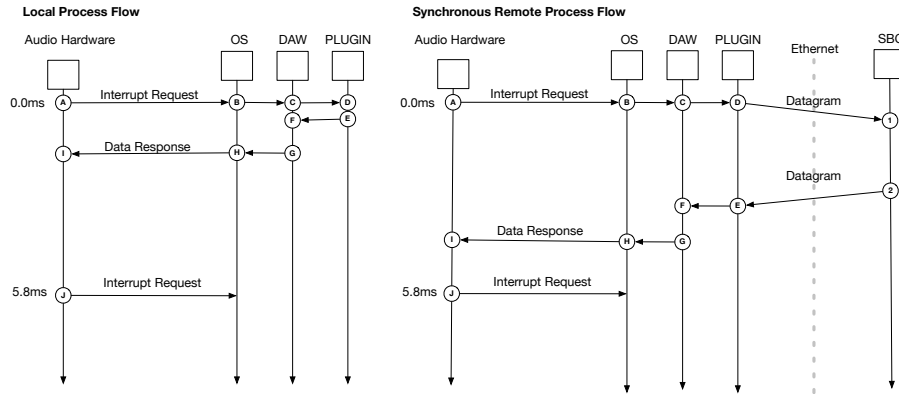 Local Process Flow
Audio Hardware
OS
DAW
PLUGIN
0.0ms
A
Interrupt Request
B
C
D
F
E
I
Data Response
H
G
5.8ms
J
Interrupt Request
Synchronous Remote Process Flow
Audio Hardware
OS
DAW
PLUGIN
Ethernet
SBC
0.0ms
A
Interrupt Request
B
C
D
Datagram
1
Datagram
2
F
E
I
Data Response
H
G
5.8ms
J
Interrupt Request